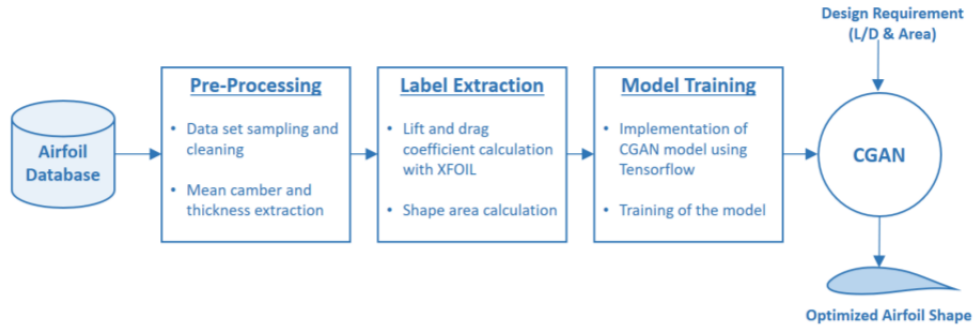 Airfoil
Database
Pre-Processing
• Data set sampling and
cleaning
• Mean camber and
thickness extraction
Label Extraction
• Lift and drag
coefficient calculation
with XFOIL
• Shape area calculation
Model Training
• Implementation of
CGAN model using
Tensorflow
• Training of the model
Design Requirement
(L/D & Area)
CGAN
Optimized Airfoil Shape